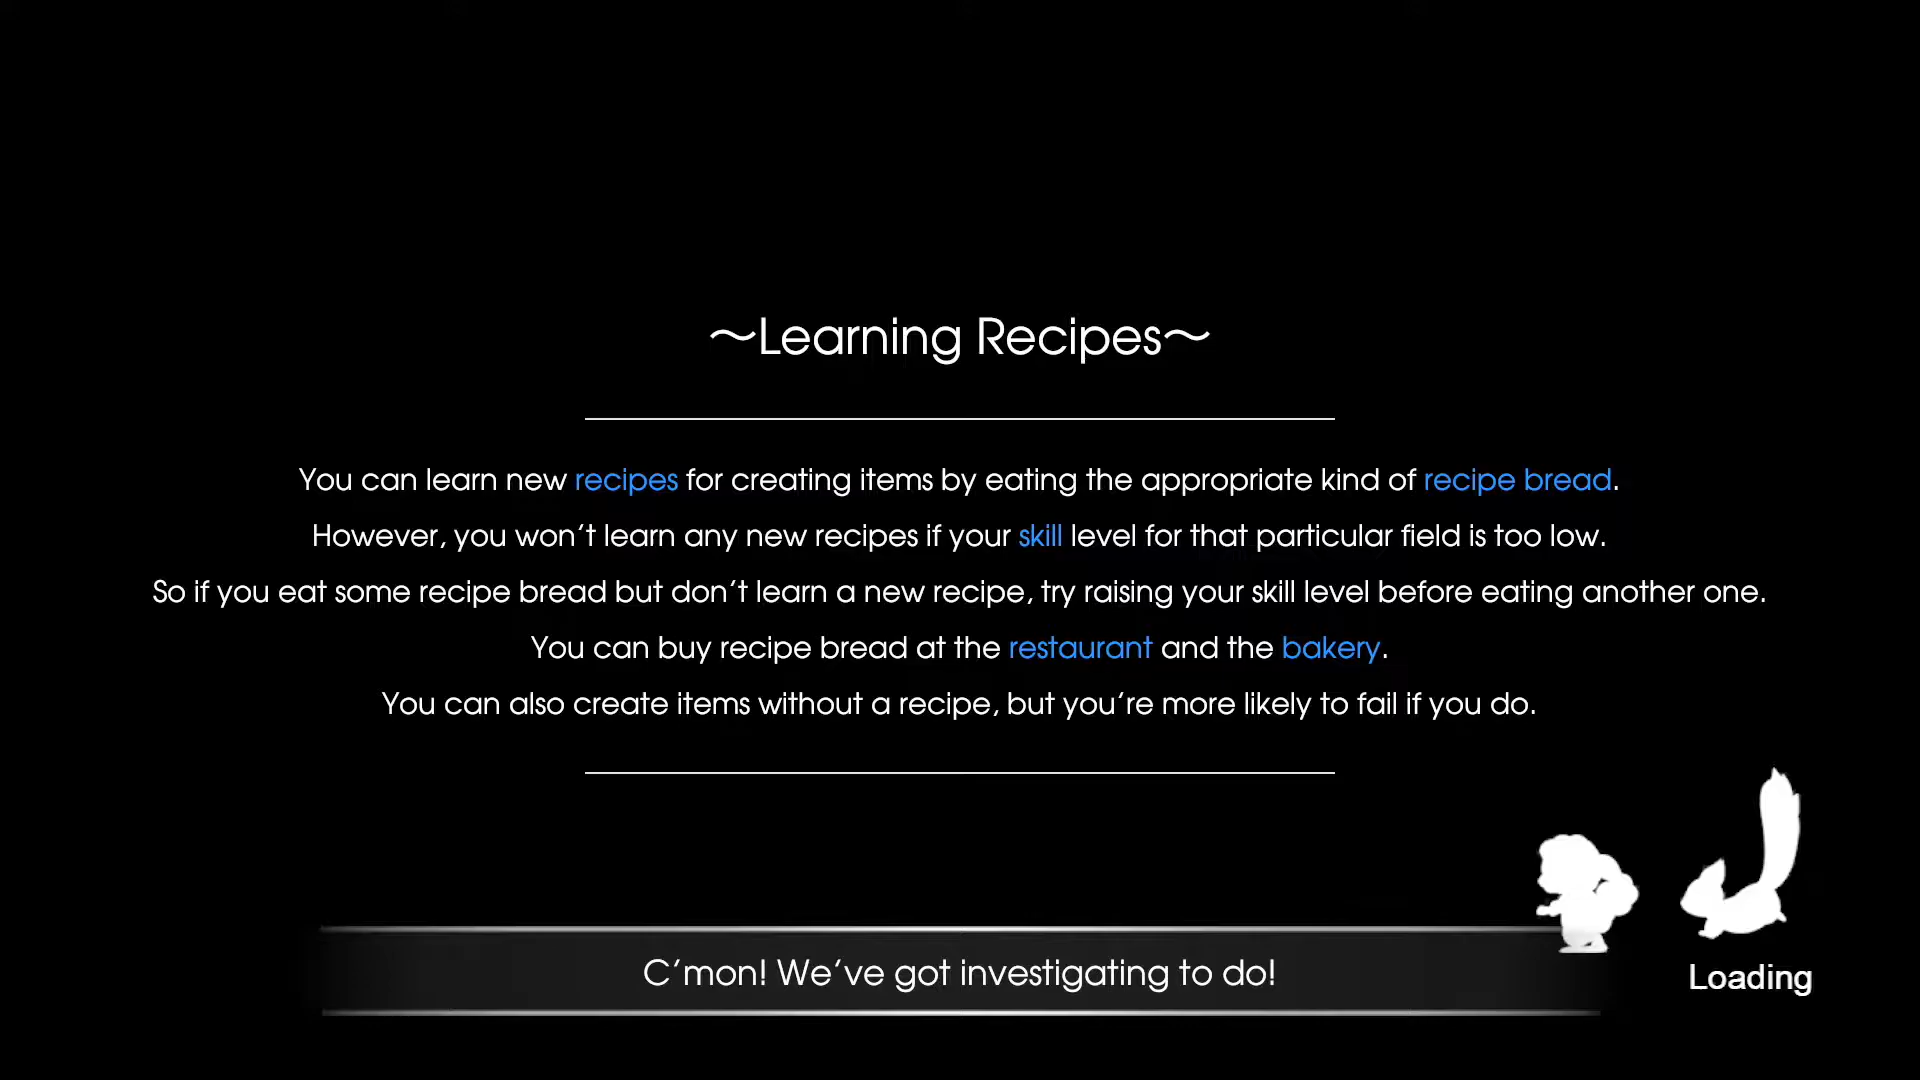 ～Learning Recipes～
You can learn new recipes for creating items by eating the appropriate kind of recipe bread.
However, you won't learn any new recipes if your skill level for that particular field is too low.
So if you eat some recipe bread but don't learn a new recipe, try raising your skill level before eating another one.
You can buy recipe bread at the restaurant and the bakery.
You can also create items without a recipe, but you're more likely to fail if you do.
C'mon! We've got investigating to do!
Loading